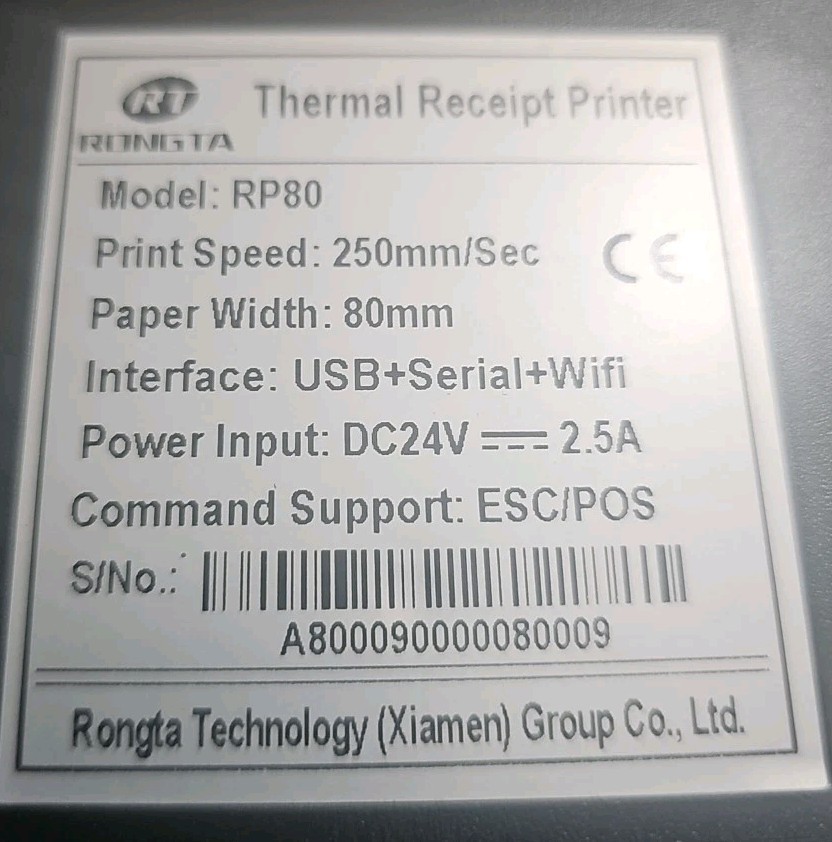 RT Thermal Receipt Printer
RONGTA
Model: RP80
Print Speed: 250mm/Sec CE
Paper Width: 80mm
Interface: USB+Serial+Wifi
Power Input: DC24V ⎓ 2.5A
Command Support: ESC/POS
S/No.:
A800090000080009
Rongta Technology (Xiamen) Group Co., Ltd.